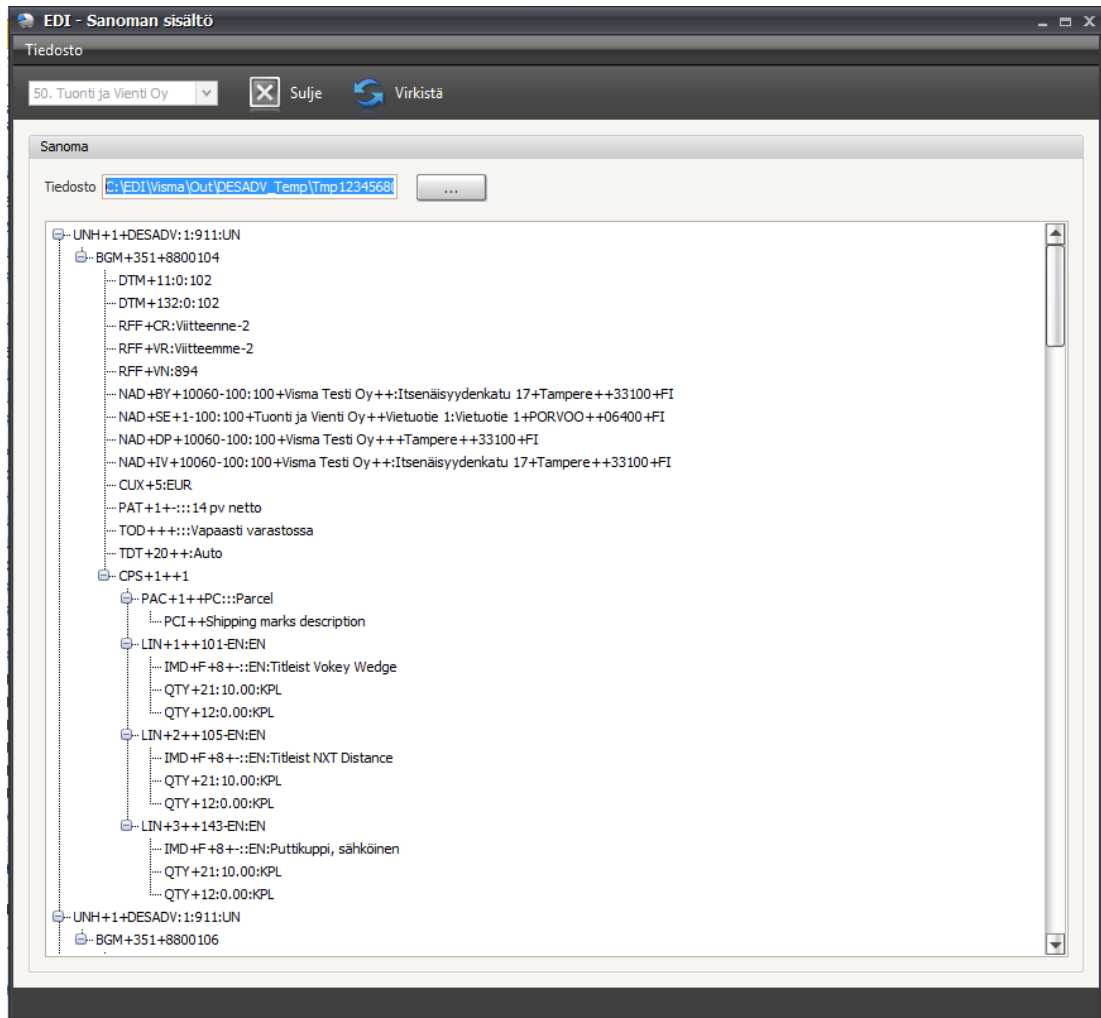 EDI - Sanoman sisältö
Tiedosto
50. Tuonti ja Vienti Oy
Sulje
Virkistä
Sanoma
Tiedosto C:\EDI\Visma\Out\DESADV_Temp\Tmp12345680 ...
UNH+1+DESADV:1:911:UN
BGM+351+8800104
DTM+11:0:102
DTM+132:0:102
RFF+CR:Viitteenne-2
RFF+VR:Viitteemme-2
RFF+VN:894
NAD+BY+10060-100:100+Visma Testi Oy++:Itsenäisyydenkatu 17+Tampere++33100+FI
NAD+SE+1-100:100+Tuonti ja Vienti Oy++Vietuotie 1:Vietuotie 1+PORVOO++06400+FI
NAD+DP+10060-100:100+Visma Testi Oy+++Tampere++33100+FI
NAD+IV+10060-100:100+Visma Testi Oy++:Itsenäisyydenkatu 17+Tampere++33100+FI
CUX+5:EUR
PAT+1+-:::14 pv netto
TOD+++:::Vapaasti varastossa
TDT+20++:Auto
CPS+1++1
PAC+1++PC:::Parcel
PCI++Shipping marks description
LIN+1++101-EN:EN
IMD+F+8+-::EN:Titleist Vokey Wedge
QTY+21:10.00:KPL
QTY+12:0.00:KPL
LIN+2++105-EN:EN
IMD+F+8+-::EN:Titleist NXT Distance
QTY+21:10.00:KPL
QTY+12:0.00:KPL
LIN+3++143-EN:EN
IMD+F+8+-::EN:Puttikuppi, sähköinen
QTY+21:10.00:KPL
QTY+12:0.00:KPL
UNH+1+DESADV:1:911:UN
BGM+351+8800106